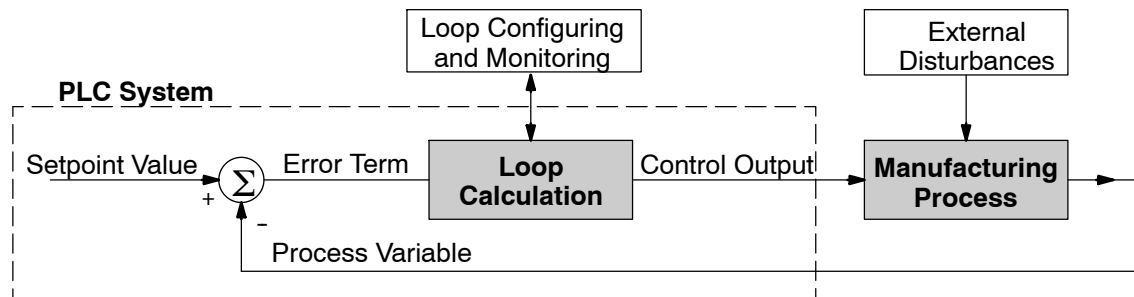 Loop Configuring
and Monitoring
External
Disturbances
PLC System
Setpoint Value
+
Σ
−
Error Term
Loop
Calculation
Control Output
Manufacturing
Process
Process Variable